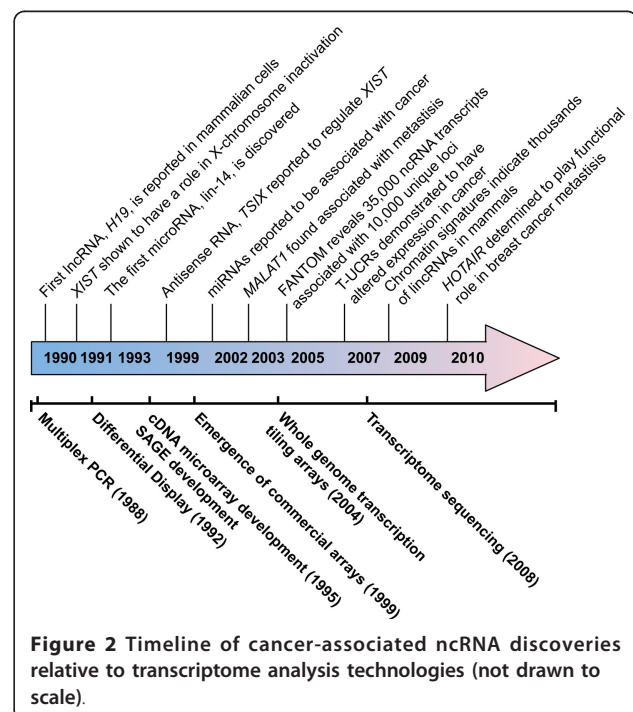 First lncRNA, H19, is reported in mammalian cells
XIST shown to have a role in X-chromosome inactivation
The first microRNA, lin-14, is discovered
Antisense RNA, TSIX reported to regulate XIST
miRNAs reported to be associated with cancer
MALAT1 found associated with metastisis
FANTOM reveals 35,000 ncRNA transcripts
associated with 10,000 unique loci
T-UCRs demonstrated to have
altered expression in cancer
Chromatin signatures indicate thousands
of lincRNAs in mammals
HOTAIR determined to play functional
role in breast cancer metastisis
1990 1991 1993 1999 2002 2003 2005 2007 2009 2010
Multiplex PCR (1988)
Differential Display (1992)
SAGE development
cDNA microarray development (1995)
Emergence of commercial arrays (1999)
Whole genome transcription
tiling arrays (2004)
Transcriptome sequencing (2008)
Figure 2 Timeline of cancer-associated ncRNA discoveries
relative to transcriptome analysis technologies (not drawn to
scale).